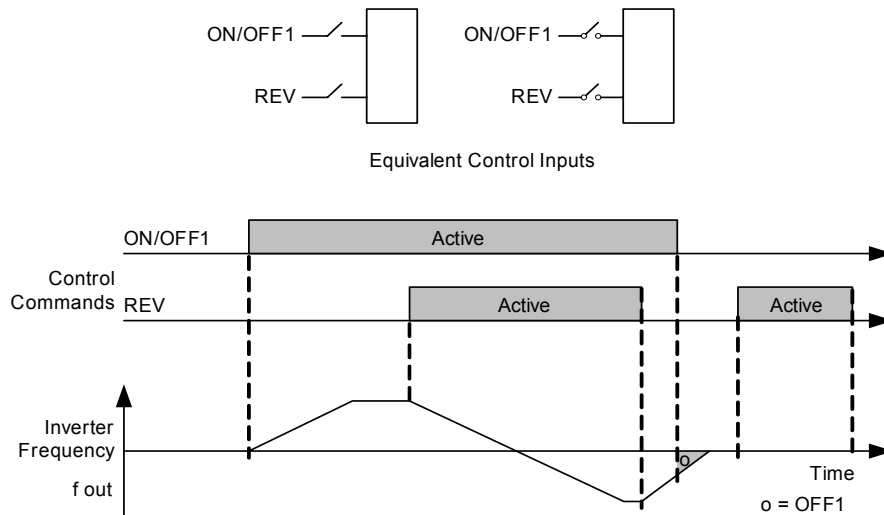 ON/OFF1
ON/OFF1
REV
REV
Equivalent Control Inputs
ON/OFF1
Active
Control
Commands
REV
Active
Active
Inverter
Frequency
f out
o
Time
o = OFF1